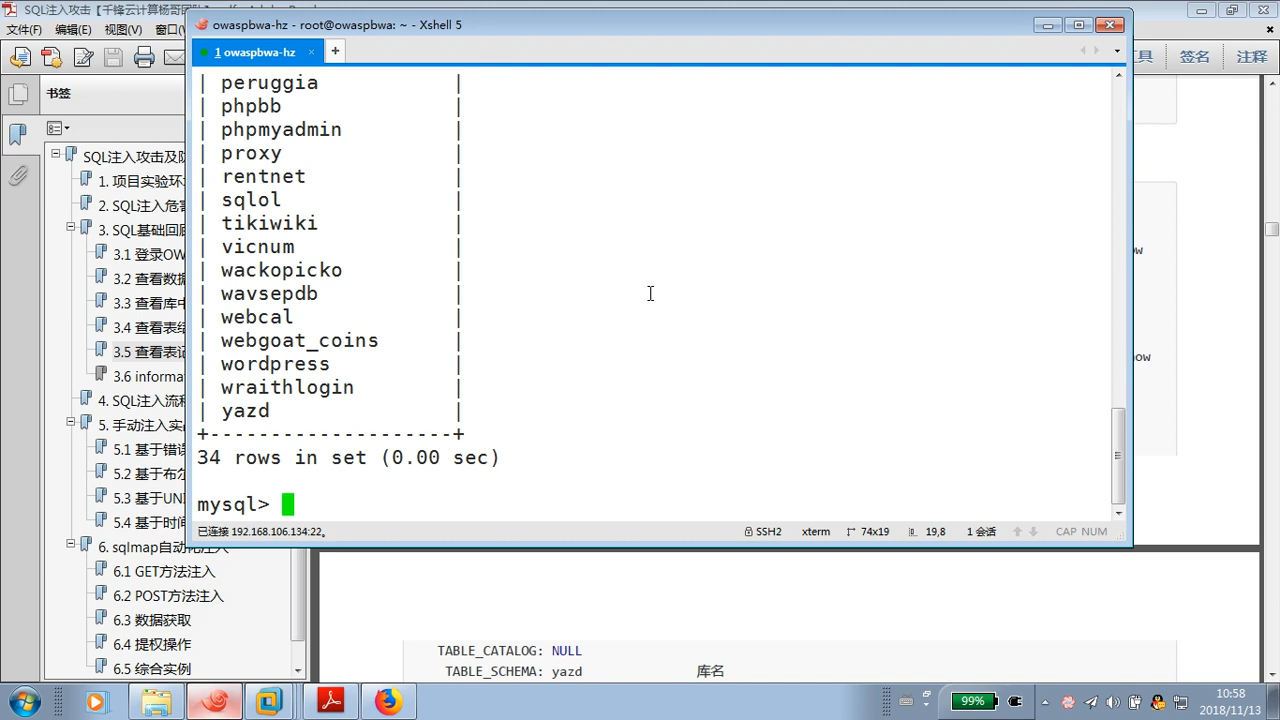 SQL注入攻击【千锋云计算杨哥
文件(F) 编辑(E) 视图(V) 窗口(
owaspbwa-hz - root@owaspbwa: ~ - Xshell 5
1 owaspbwa-hz × +
工具 签名 注释
书签
SQL注入攻击及防
1. 项目实验环
2. SQL注入危
3. SQL基础回
3.1 登录OW
3.2 查看数
3.3 查看库中
3.4 查看表结
3.5 查看表记
3.6 informa
4. SQL注入流
5. 手动注入实
5.1 基于错误
5.2 基于布尔
5.3 基于UNI
5.4 基于时间
6. sqlmap自动化注入
6.1 GET方法注入
6.2 POST方法注入
6.3 数据获取
6.4 提权操作
6.5 综合实例
| peruggia |
| phpbb |
| phpmyadmin |
| proxy |
| rentnet |
| sqlol |
| tikiwiki |
| vicnum |
| wackopicko |
| wavsepdb |
| webcal |
| webgoat_coins |
| wordpress |
| wraithlogin |
| yazd |
+--------------------+
34 rows in set (0.00 sec)
mysql>
已连接 192.168.106.134:22。 SSH2 xterm 74x19 19,8 1 会话 CAP NUM
ow
now
TABLE_CATALOG: NULL
TABLE_SCHEMA: yazd 库名
99%
10:58
2018/11/13